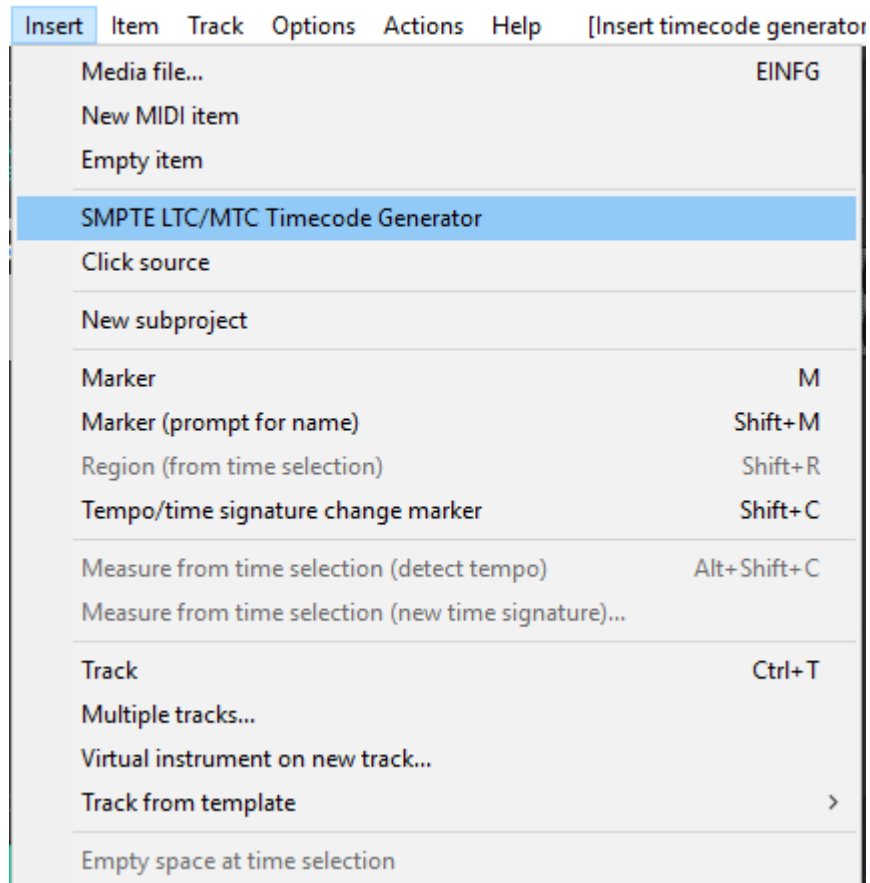 Insert Item Track Options Actions Help [Insert timecode generator
Media file... EINFG
New MIDI item
Empty item
SMPTE LTC/MTC Timecode Generator
Click source
New subproject
Marker M
Marker (prompt for name) Shift+M
Region (from time selection) Shift+R
Tempo/time signature change marker Shift+C
Measure from time selection (detect tempo) Alt+Shift+C
Measure from time selection (new time signature)...
Track Ctrl+T
Multiple tracks...
Virtual instrument on new track...
Track from template >
Empty space at time selection